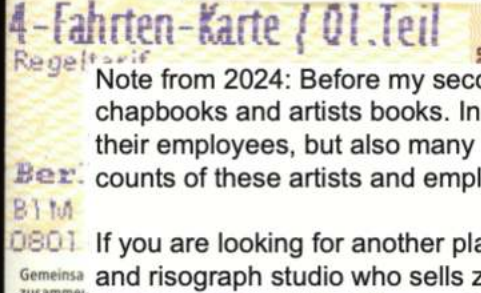 4-Fahrten-Karte / 01.Teil
Regeltarif
Note from 2024: Before my seco
chapbooks and artists books. In
their employees, but also many
Ber
counts of these artists and empl
B1M
0801
If you are looking for another pla
Gemeinsa
and risograph studio who sells z